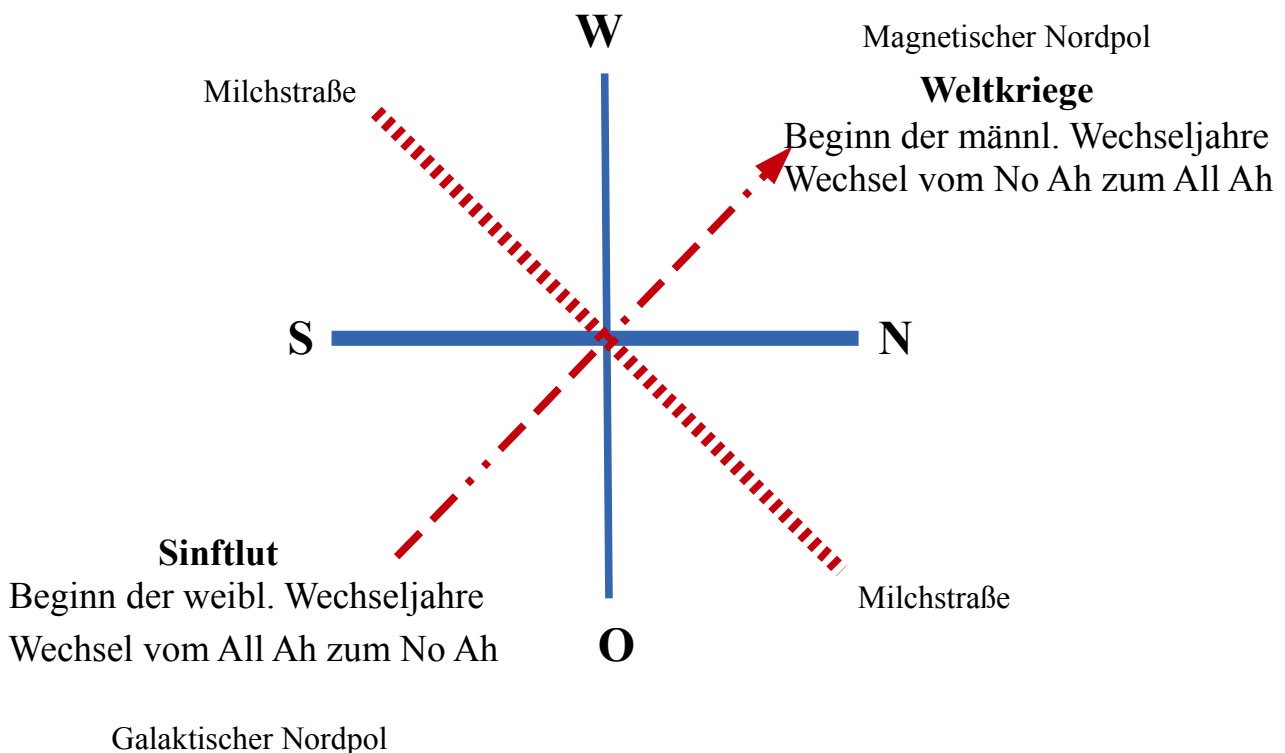 W
Magnetischer Nordpol
Milchstraße
Weltkriege
Beginn der männl. Wechseljahre
Wechsel vom No Ah zum All Ah
S
N
Sinftlut
Beginn der weibl. Wechseljahre
Milchstraße
Wechsel vom All Ah zum No Ah
O
Galaktischer Nordpol